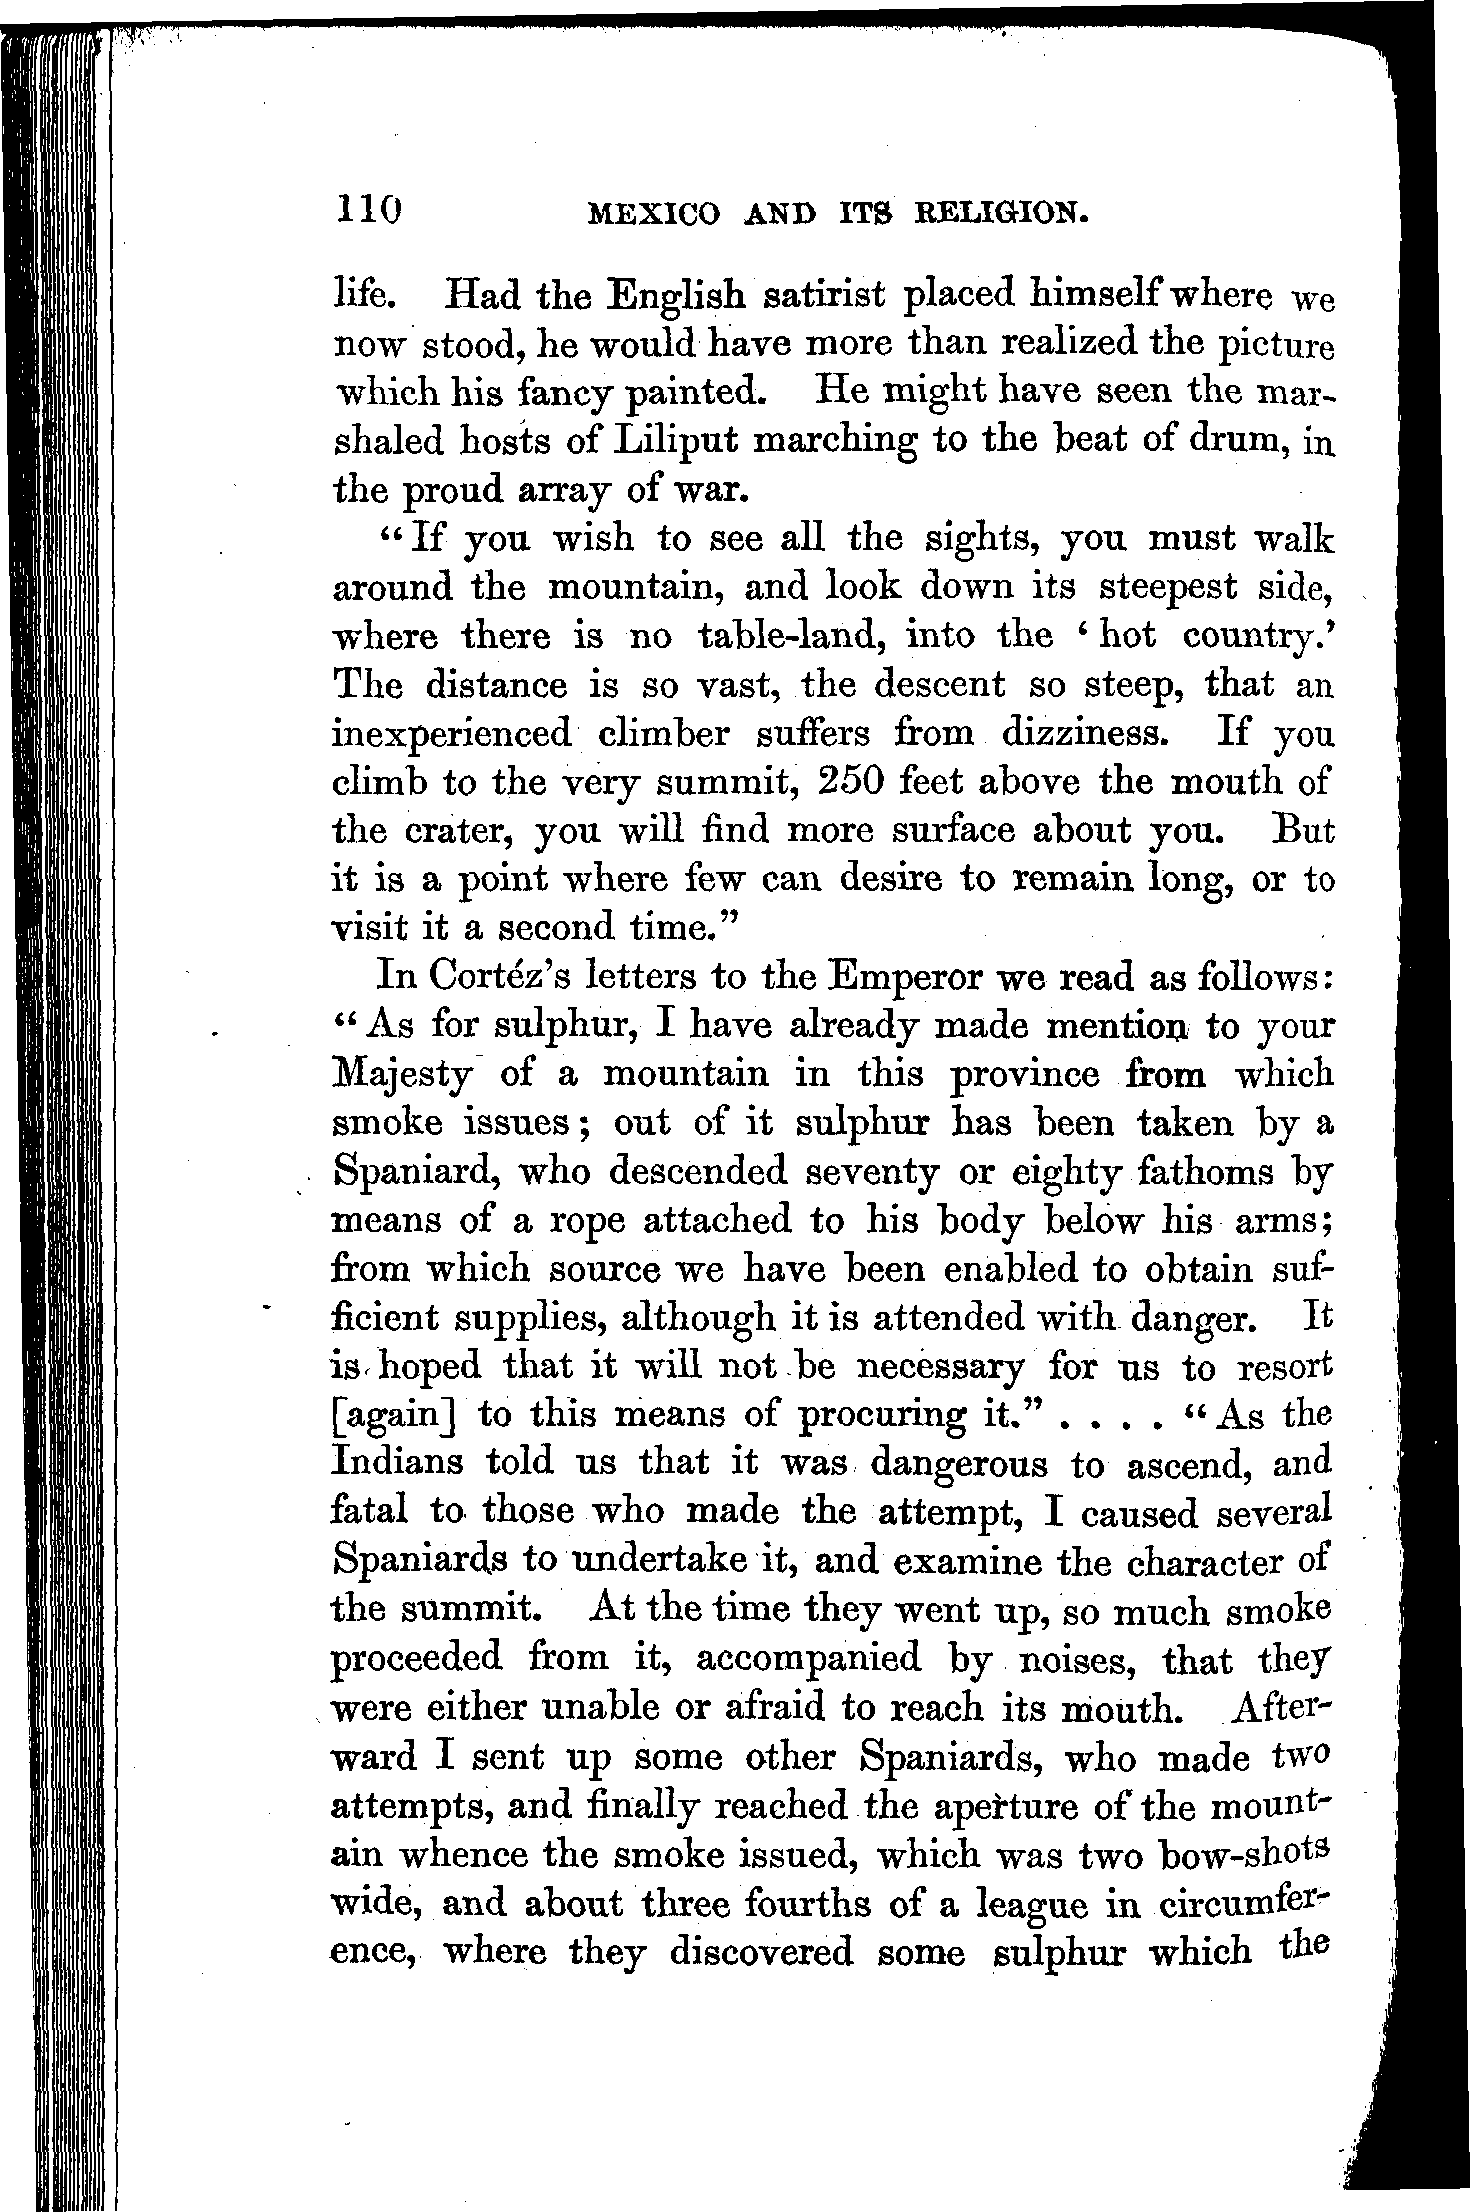 110 MEXICO AND ITS RELIGION.
life. Had the English satirist placed himself where we
now stood, he would have more than realized the picture
which his fancy painted. He might have seen the mar-
shaled hosts of Liliput marching to the beat of drum, in
the proud array of war.
“If you wish to see all the sights, you must walk
around the mountain, and look down its steepest side,
where there is no table-land, into the ‘hot country.’
The distance is so vast, the descent so steep, that an
inexperienced climber suffers from dizziness. If you
climb to the very summit, 250 feet above the mouth of
the crater, you will find more surface about you. But
it is a point where few can desire to remain long, or to
visit it a second time.”
In Cortéz’s letters to the Emperor we read as follows:
“As for sulphur, I have already made mention to your
Majesty of a mountain in this province from which
smoke issues; out of it sulphur has been taken by a
Spaniard, who descended seventy or eighty fathoms by
means of a rope attached to his body below his arms;
from which source we have been enabled to obtain suf-
ficient supplies, although it is attended with danger. It
is hoped that it will not be necessary for us to resort
[again] to this means of procuring it.” . . . . “As the
Indians told us that it was dangerous to ascend, and
fatal to those who made the attempt, I caused several
Spaniards to undertake it, and examine the character of
the summit. At the time they went up, so much smoke
proceeded from it, accompanied by noises, that they
were either unable or afraid to reach its mouth. After-
ward I sent up some other Spaniards, who made two
attempts, and finally reached the aperture of the mount-
ain whence the smoke issued, which was two bow-shots
wide, and about three fourths of a league in circumfer-
ence, where they discovered some sulphur which the